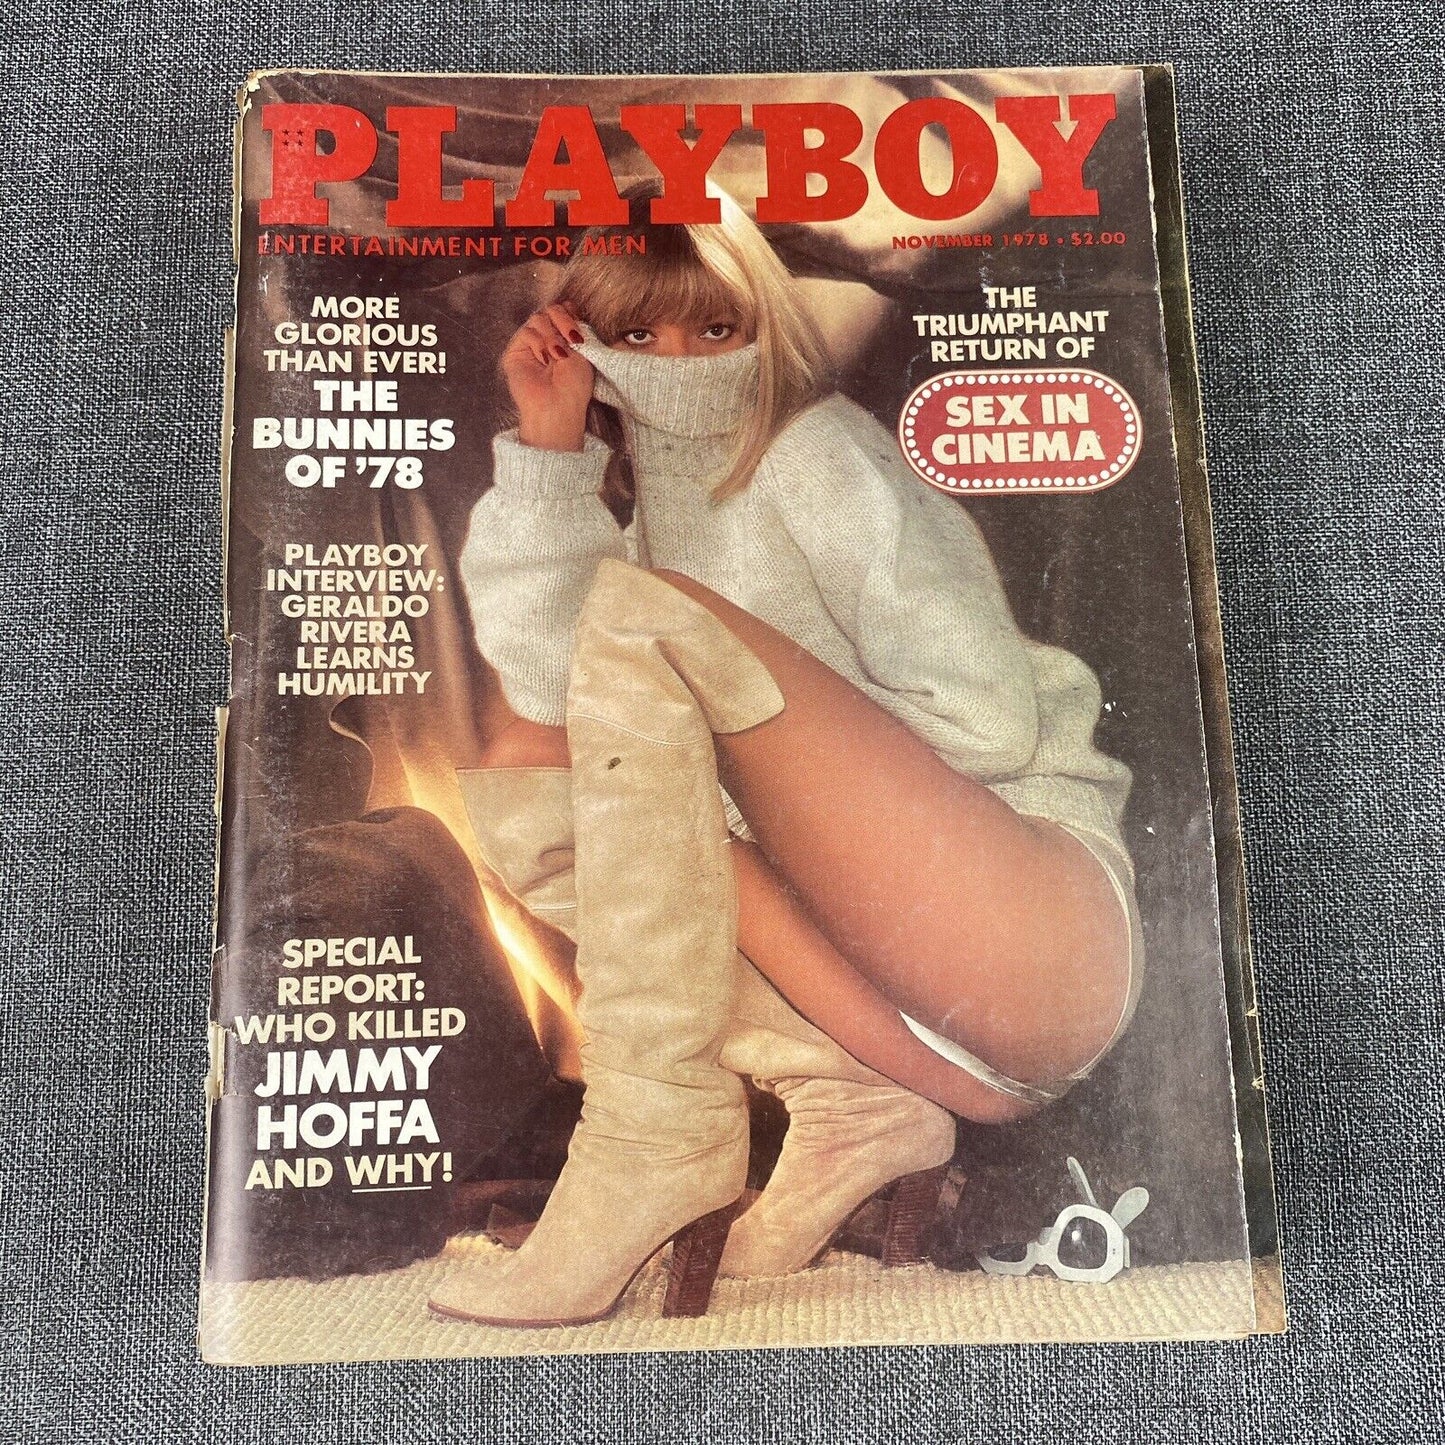 PLAYBOY
ENTERTAINMENT FOR MEN
NOVEMBER 1978 • $2.00
MORE
GLORIOUS
THAN EVER!
THE
BUNNIES
OF '78
THE
TRIUMPHANT
RETURN OF
SEX IN
CINEMA
PLAYBOY
INTERVIEW:
GERALDO
RIVERA
LEARNS
HUMILITY
SPECIAL
REPORT:
WHO KILLED
JIMMY
HOFFA
AND WHY!